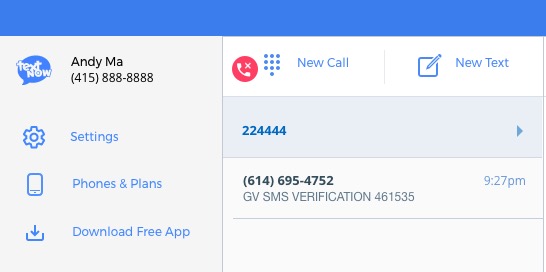 text now
Andy Ma
(415) 888-8888
New Call
New Text
Settings
Phones & Plans
Download Free App
224444
(614) 695-4752
9:27pm
GV SMS VERIFICATION 461535